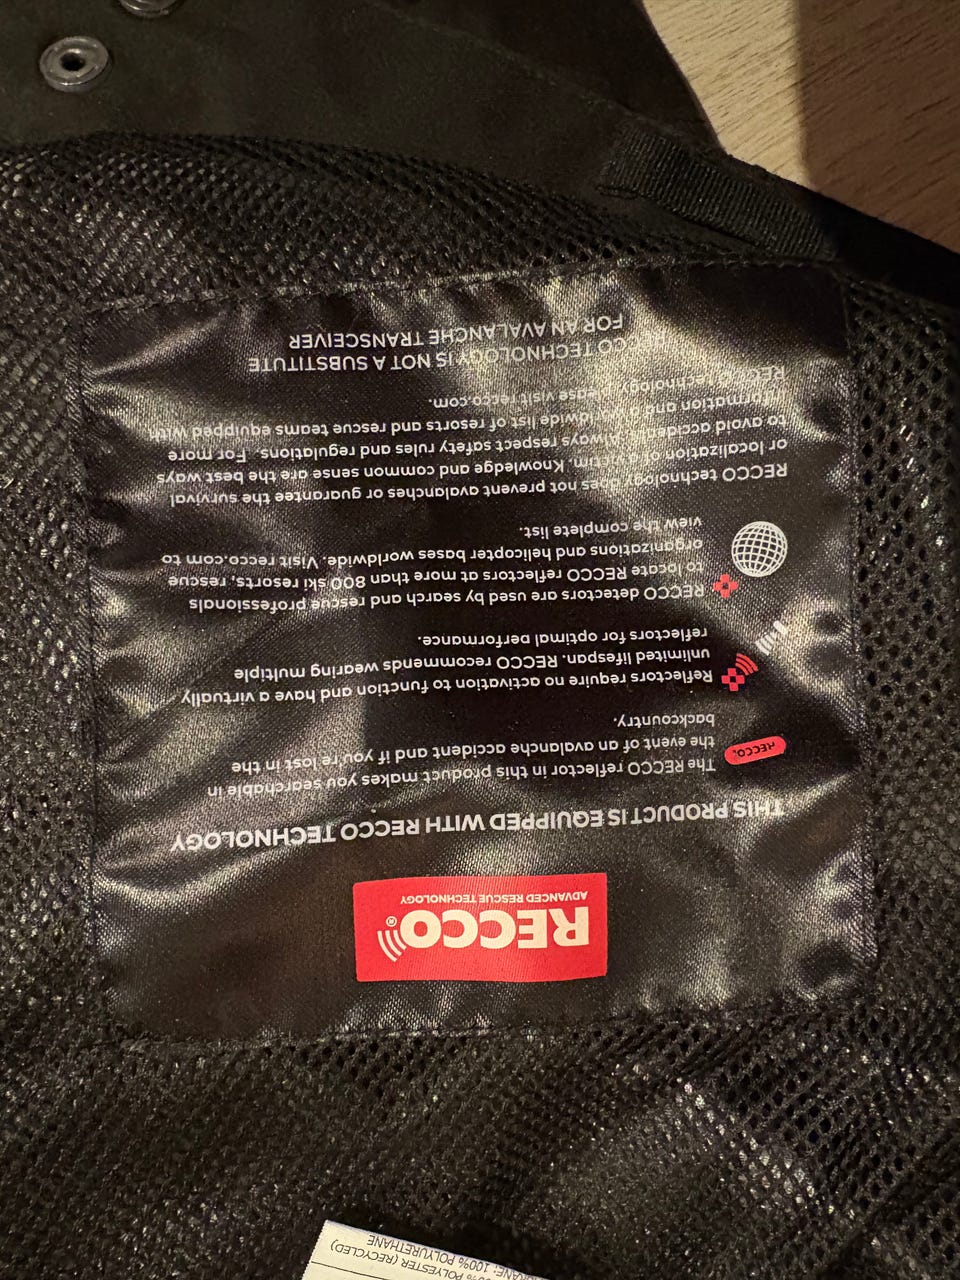 RECCO®
ADVANCED RESCUE TECHNOLOGY
THIS PRODUCT IS EQUIPPED WITH RECCO TECHNOLOGY
RECCO®
The RECCO reflector in this product makes you searchable in
the event of an avalanche accident and if you're lost in the
backcountry.
Reflectors require no activation to function and have a virtually
unlimited lifespan. RECCO recommends wearing multiple
reflectors for optimal performance.
RECCO detectors are used by search and rescue professionals
to locate RECCO reflectors at more than 800 ski resorts, rescue
organizations and helicopter bases worldwide. Visit recco.com to
view the complete list.
RECCO technology does not prevent avalanches or guarantee the survival
or localization of a victim. Knowledge and common sense are the best ways
to avoid accidents. Always respect safety rules and regulations. For more
information and a worldwide list of resorts and rescue teams equipped with
RECCO technology please visit recco.com.
RECCO TECHNOLOGY IS NOT A SUBSTITUTE
FOR AN AVALANCHE TRANSCEIVER
POLYESTER (RECYCLED)
100% POLYURETHANE